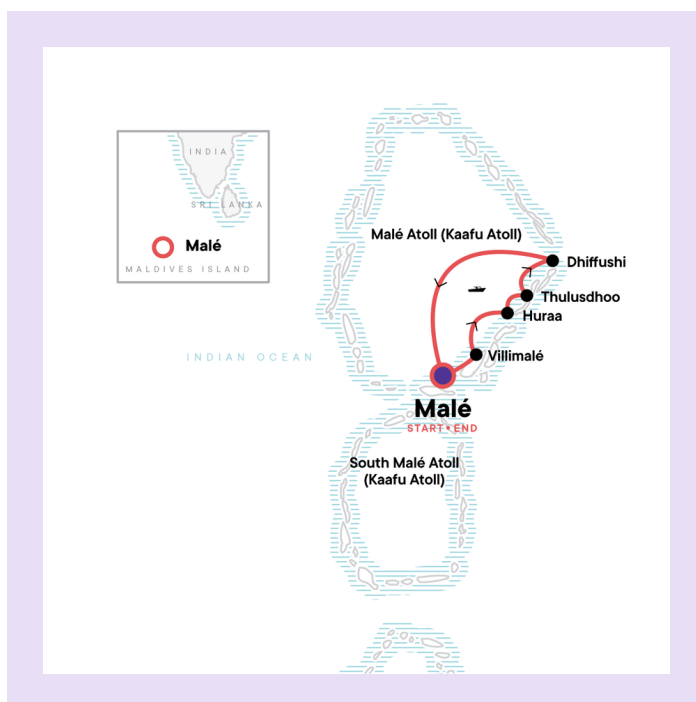 INDIA
SRI LANKA
Malé
MALDIVES ISLAND
INDIAN OCEAN
Malé Atoll (Kaafu Atoll)
Dhiffushi
Thulusdhoo
Huraa
Villimalé
Malé
START•END
South Malé Atoll
(Kaafu Atoll)